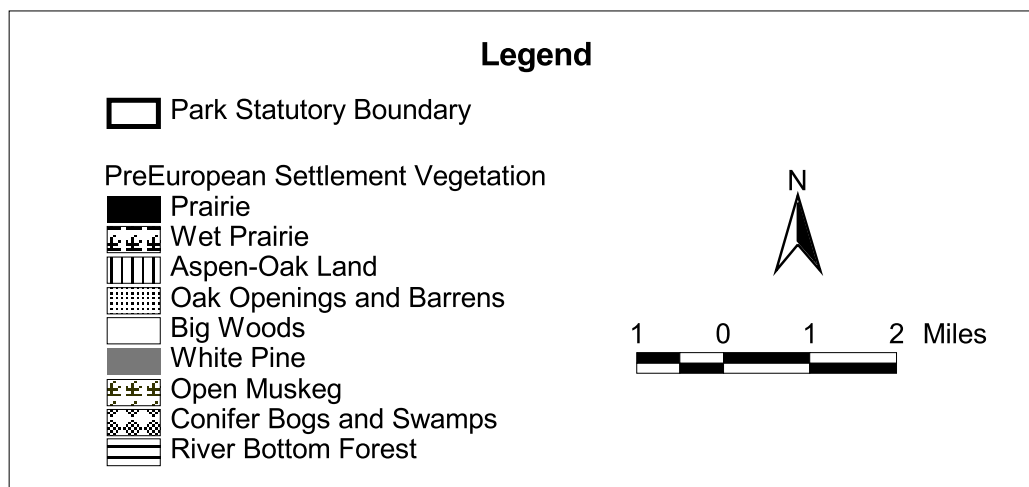 Legend
Park Statutory Boundary
PreEuropean Settlement Vegetation
Prairie
Wet Prairie
Aspen-Oak Land
Oak Openings and Barrens
Big Woods
White Pine
Open Muskeg
Conifer Bogs and Swamps
River Bottom Forest
N
1 0 1 2 Miles